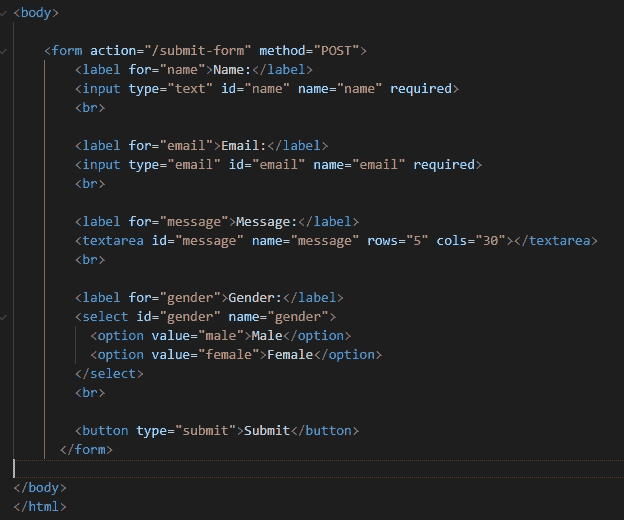 <body>
<form action="/submit-form" method="POST">
<label for="name">Name:</label>
<input type="text" id="name" name="name" required>
<br>
<label for="email">Email:</label>
<input type="email" id="email" name="email" required>
<br>
<label for="message">Message:</label>
<textarea id="message" name="message" rows="5" cols="30"></textarea>
<br>
<label for="gender">Gender:</label>
<select id="gender" name="gender">
<option value="male">Male</option>
<option value="female">Female</option>
</select>
<br>
<button type="submit">Submit</button>
</form>
</body>
</html>